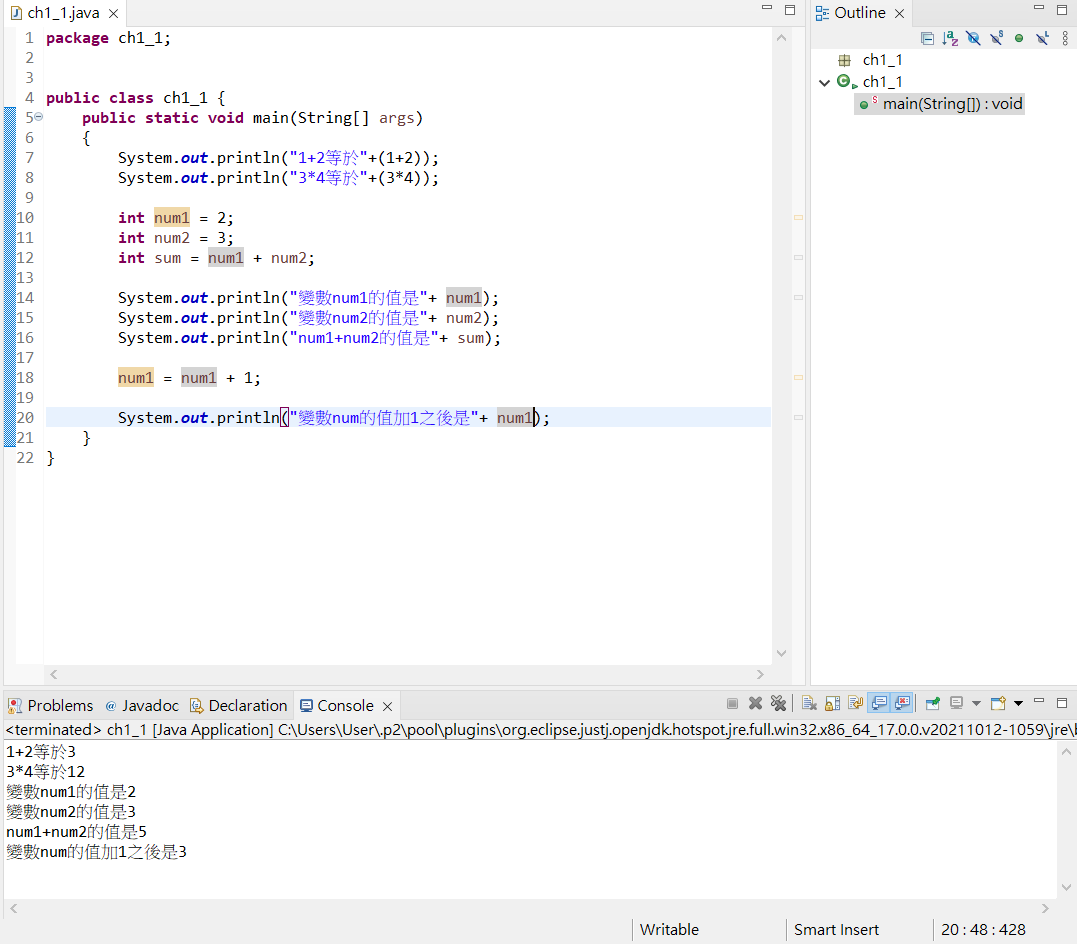 ch1_1.java
1 package ch1_1;
2
3
4 public class ch1_1 {
5 public static void main(String[] args)
6 {
7 System.out.println("1+2等於"+(1+2));
8 System.out.println("3*4等於"+(3*4));
9
10 int num1 = 2;
11 int num2 = 3;
12 int sum = num1 + num2;
13
14 System.out.println("變數num1的值是"+ num1);
15 System.out.println("變數num2的值是"+ num2);
16 System.out.println("num1+num2的值是"+ sum);
17
18 num1 = num1 + 1;
19
20 System.out.println("變數num的值加1之後是"+ num1);
21 }
22 }
Outline
ch1_1
ch1_1
S main(String[]) : void
Problems @ Javadoc Declaration Console
<terminated> ch1_1 [Java Application] C:\Users\User\.p2\pool\plugins\org.eclipse.justj.openjdk.hotspot.jre.full.win32.x86_64_17.0.0.v20211012-1059\jre\b
1+2等於3
3*4等於12
變數num1的值是2
變數num2的值是3
num1+num2的值是5
變數num的值加1之後是3
Writable Smart Insert 20 : 48 : 428